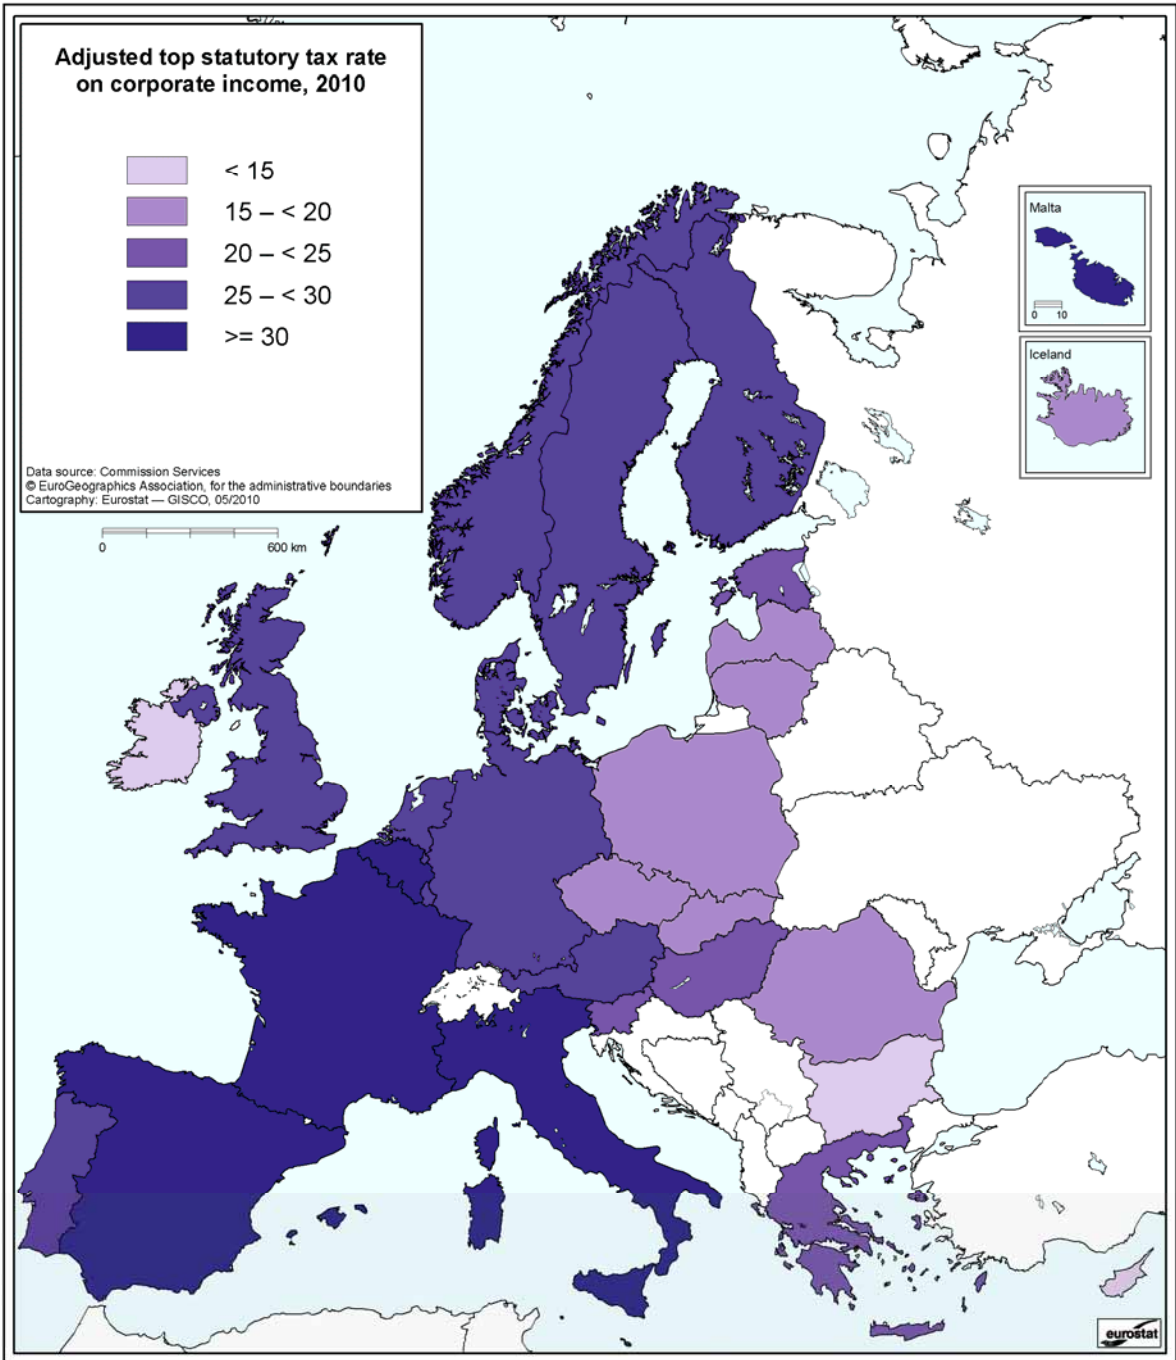 Adjusted top statutory tax rate
on corporate income, 2010
< 15
15 – < 20
20 – < 25
25 – < 30
>= 30
Data source: Commission Services
© EuroGeographics Association, for the administrative boundaries
Cartography: Eurostat — GISCO, 05/2010
0 600 km
Malta
0 10
Iceland
eurostat